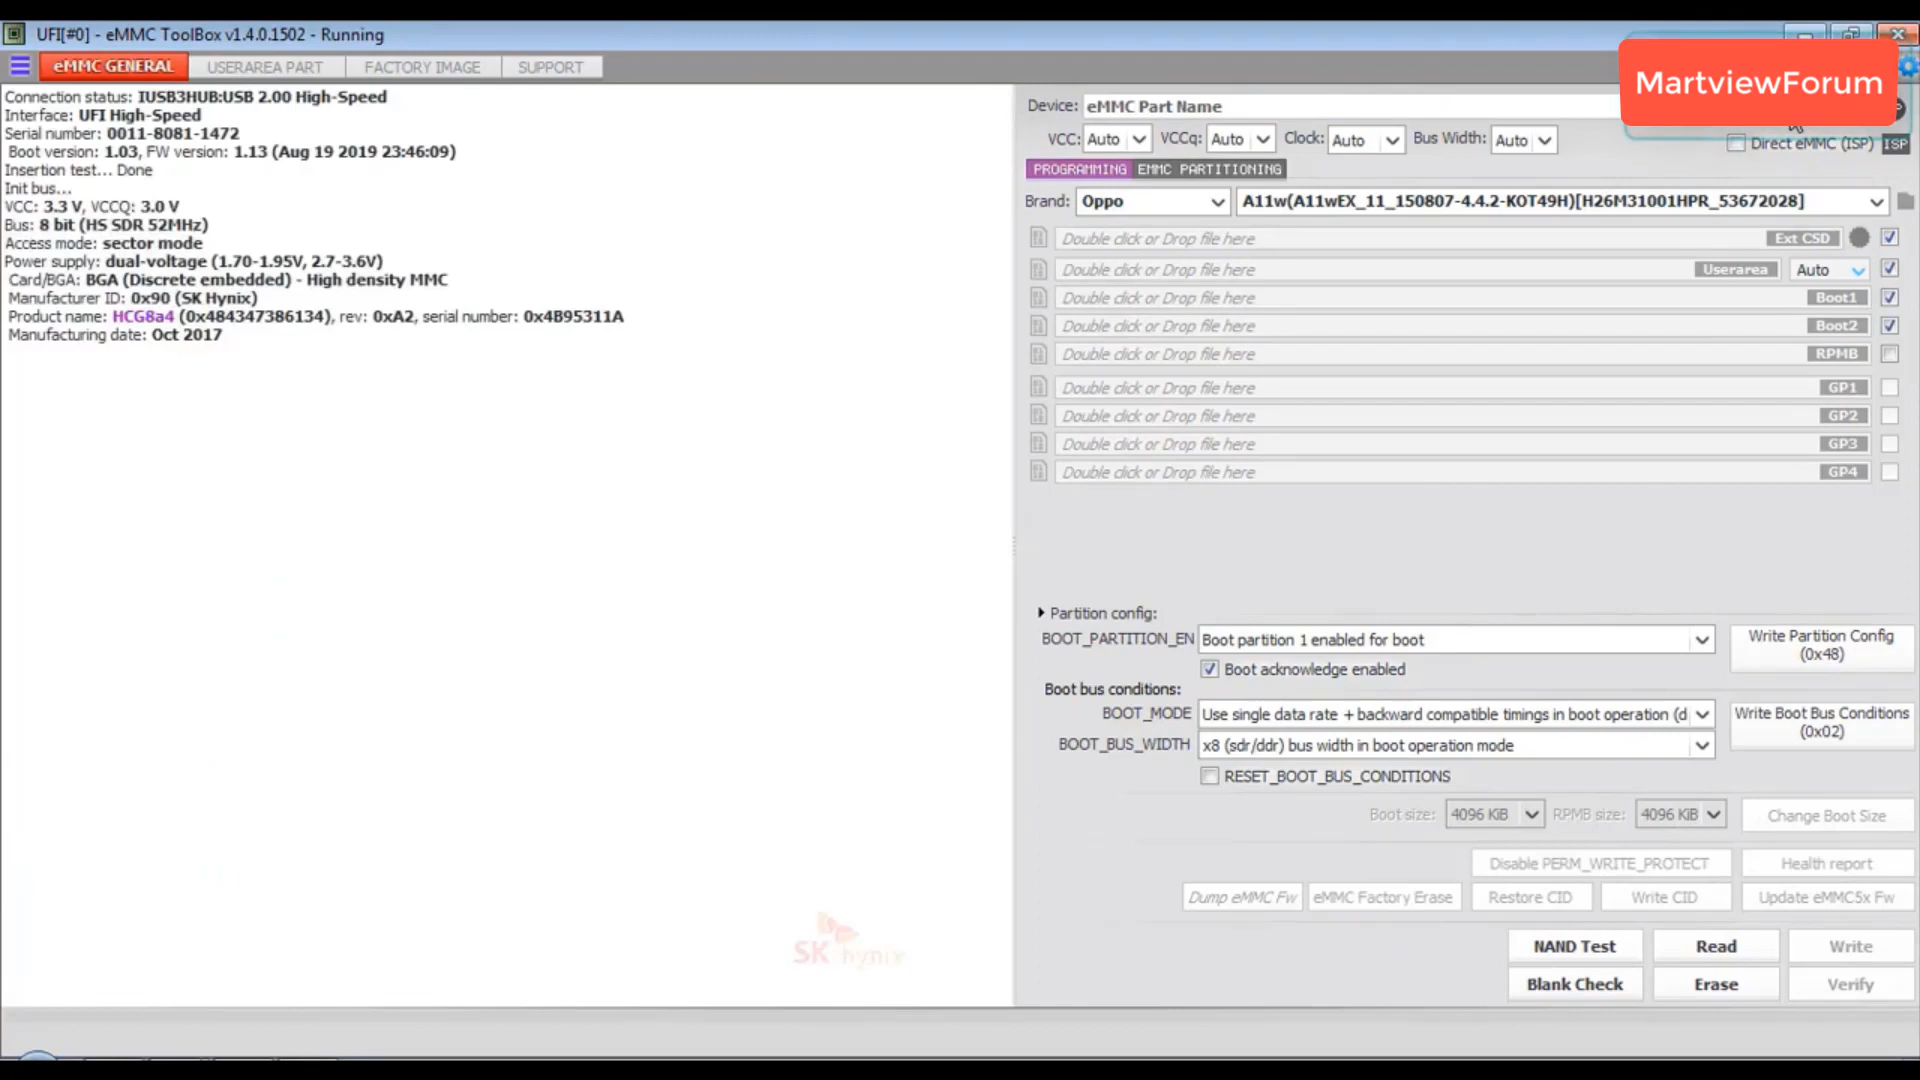 UFI[#0] - eMMC ToolBox v1.4.0.1502 - Running
eMMC GENERAL USERAREA PART FACTORY IMAGE SUPPORT
MartviewForum
Connection status: IUSB3HUB:USB 2.00 High-Speed
Interface: UFI High-Speed
Serial number: 0011-8081-1472
Boot version: 1.03, FW version: 1.13 (Aug 19 2019 23:46:09)
Insertion test... Done
Init bus...
VCC: 3.3 V, VCCQ: 3.0 V
Bus: 8 bit (HS SDR 52MHz)
Access mode: sector mode
Power supply: dual-voltage (1.70-1.95V, 2.7-3.6V)
Card/BGA: BGA (Discrete embedded) - High density MMC
Manufacturer ID: 0x90 (SK Hynix)
Product name: HCG8a4 (0x484347386134), rev: 0xA2, serial number: 0x4B95311A
Manufacturing date: Oct 2017
SK hynix
Device: eMMC Part Name
VCC: Auto VCCq: Auto Clock: Auto Bus Width: Auto
Direct eMMC (ISP) ISP
PROGRAMMING EMMC PARTITIONING
Brand: Oppo A11w(A11wEX_11_150807-4.4.2-KOT49H)[H26M31001HPR_53672028]
Double click or Drop file here Ext CSD
Double click or Drop file here Userarea Auto
Double click or Drop file here Boot1
Double click or Drop file here Boot2
Double click or Drop file here RPMB
Double click or Drop file here GP1
Double click or Drop file here GP2
Double click or Drop file here GP3
Double click or Drop file here GP4
Partition config:
BOOT_PARTITION_EN Boot partition 1 enabled for boot
Write Partition Config
(0x48)
Boot acknowledge enabled
Boot bus conditions:
BOOT_MODE Use single data rate + backward compatible timings in boot operation (d
Write Boot Bus Conditions
(0x02)
BOOT_BUS_WIDTH x8 (sdr/ddr) bus width in boot operation mode
RESET_BOOT_BUS_CONDITIONS
Boot size: 4096 KiB RPMB size: 4096 KiB Change Boot Size
Disable PERM_WRITE_PROTECT Health report
Dump eMMC Fw eMMC Factory Erase Restore CID Write CID Update eMMC5x Fw
NAND Test Read Write
Blank Check Erase Verify